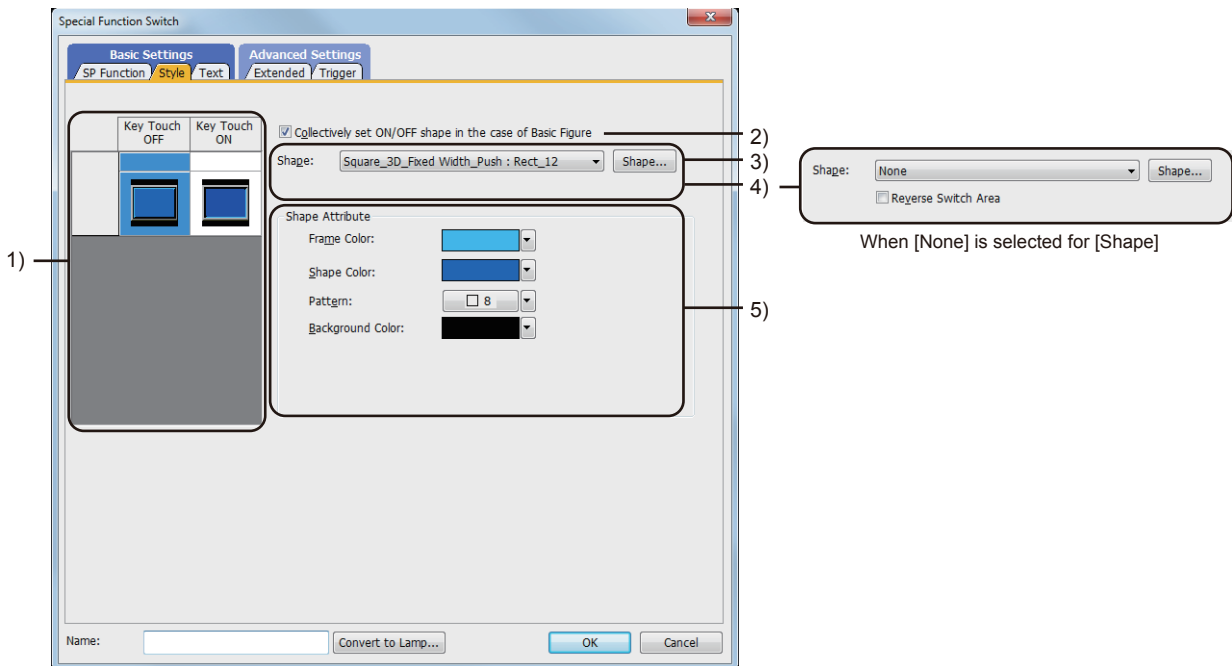 Special Function Switch
x
Basic Settings
Advanced Settings
SP Function Style Text Extended Trigger
Key Touch OFF
Key Touch ON
Collectively set ON/OFF shape in the case of Basic Figure
2)
Shape: Square_3D_Fixed Width_Push : Rect_12 Shape...
3)
4)
Shape: None Shape...
Reverse Switch Area
When [None] is selected for [Shape]
1)
Shape Attribute
Frame Color:
Shape Color:
Pattern: 8
Background Color:
5)
Name: Convert to Lamp... OK Cancel